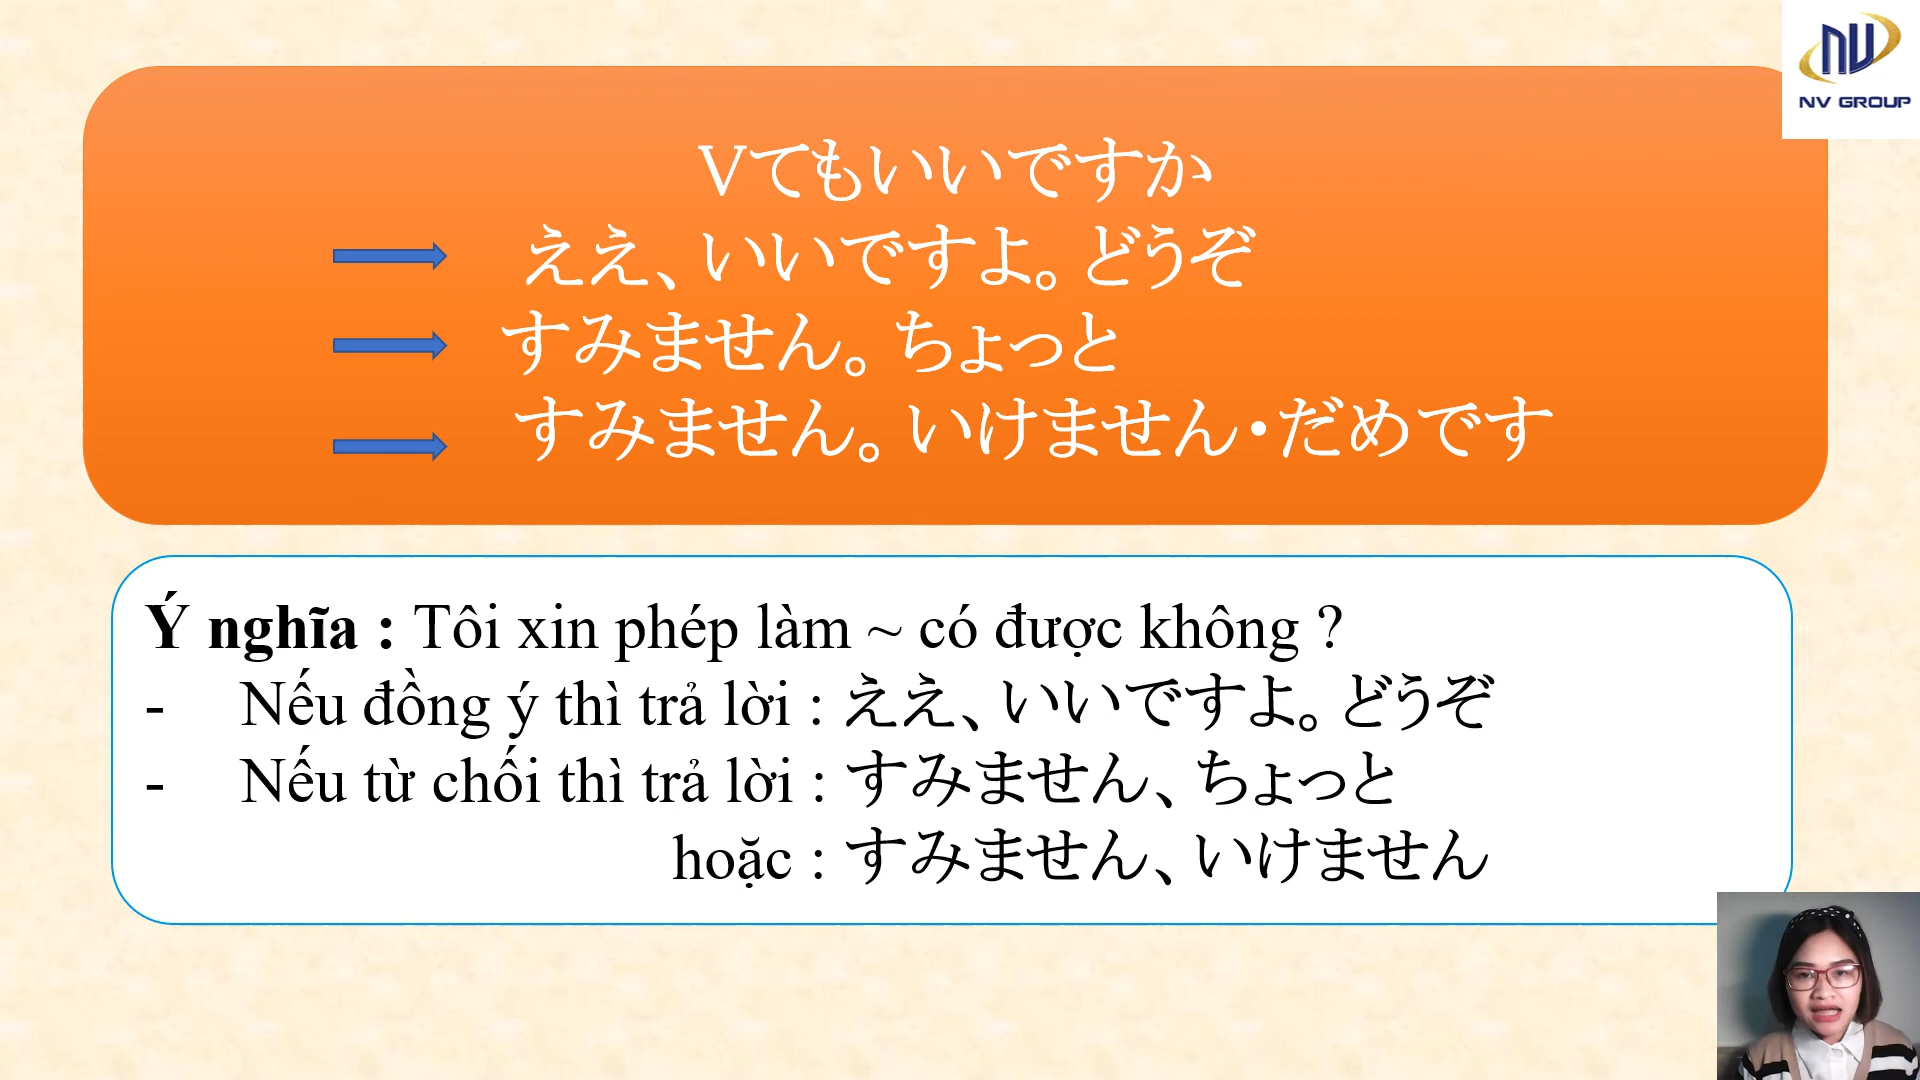 NV GROUP
Vてもいいですか
ええ、いいですよ。どうぞ
すみません。ちょっと
すみません。いけません・だめです
Ý nghĩa : Tôi xin phép làm ~ có được không ?
- Nếu đồng ý thì trả lời : ええ、いいですよ。どうぞ
- Nếu từ chối thì trả lời : すみません、ちょっと
hoặc : すみません、いけません